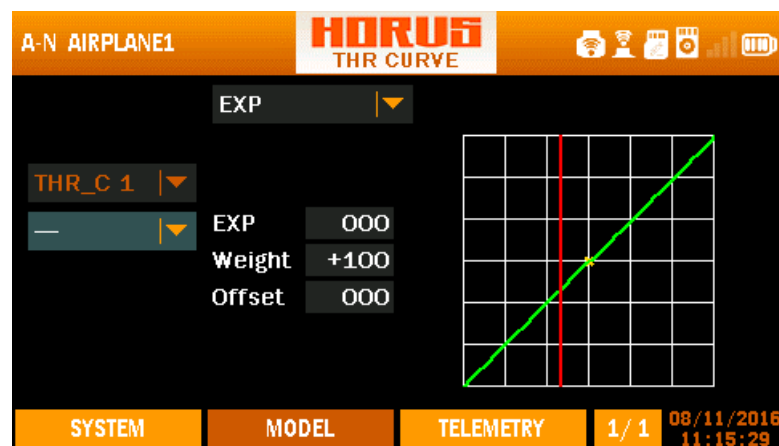 A-N AIRPLANE1
HORUS
THR CURVE
EXP
THR_C 1
—
EXP 000
Weight +100
Offset 000
SYSTEM
MODEL
TELEMETRY
1/1
08/11/2016
11:15:29